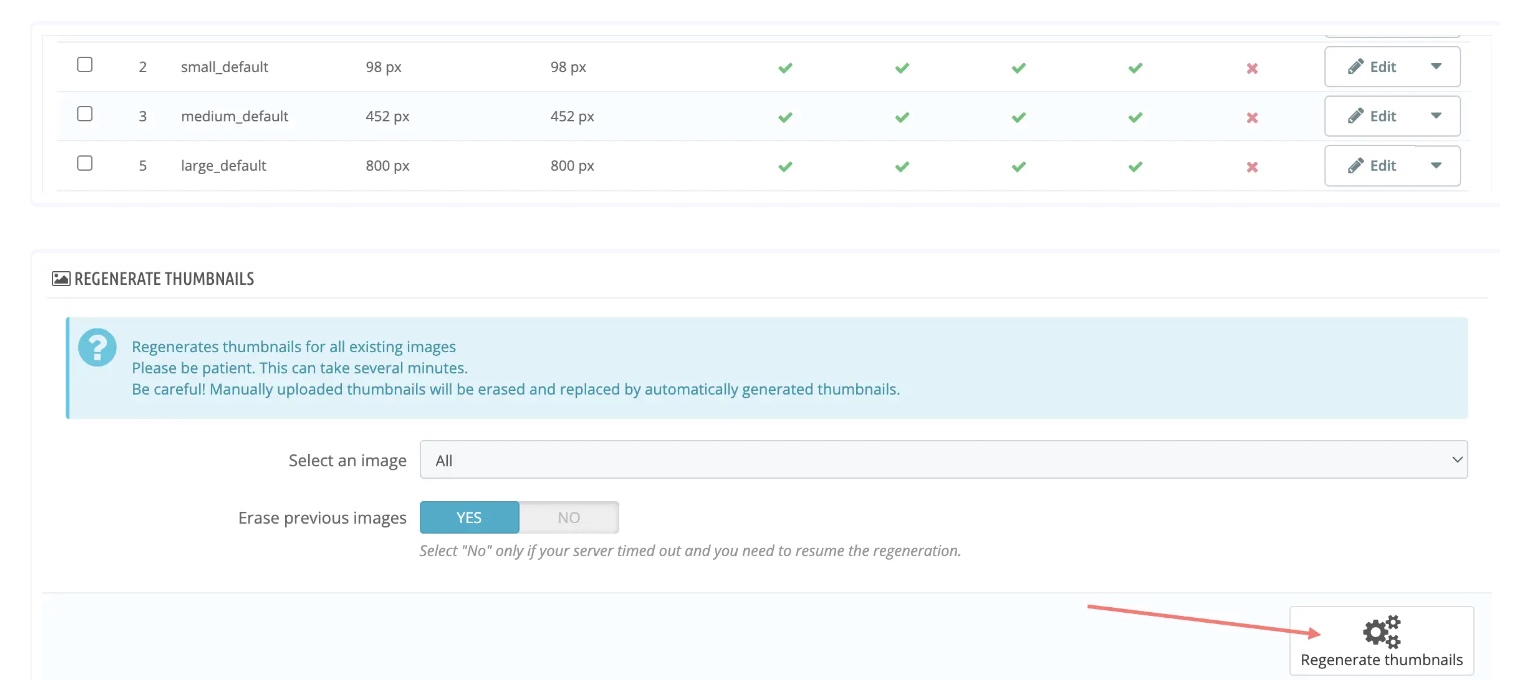 2 small_default 98 px 98 px Edit
3 medium_default 452 px 452 px Edit
5 large_default 800 px 800 px Edit
REGENERATE THUMBNAILS
?
Regenerates thumbnails for all existing images
Please be patient. This can take several minutes.
Be careful! Manually uploaded thumbnails will be erased and replaced by automatically generated thumbnails.
Select an image All
Erase previous images YES NO
Select "No" only if your server timed out and you need to resume the regeneration.
Regenerate thumbnails